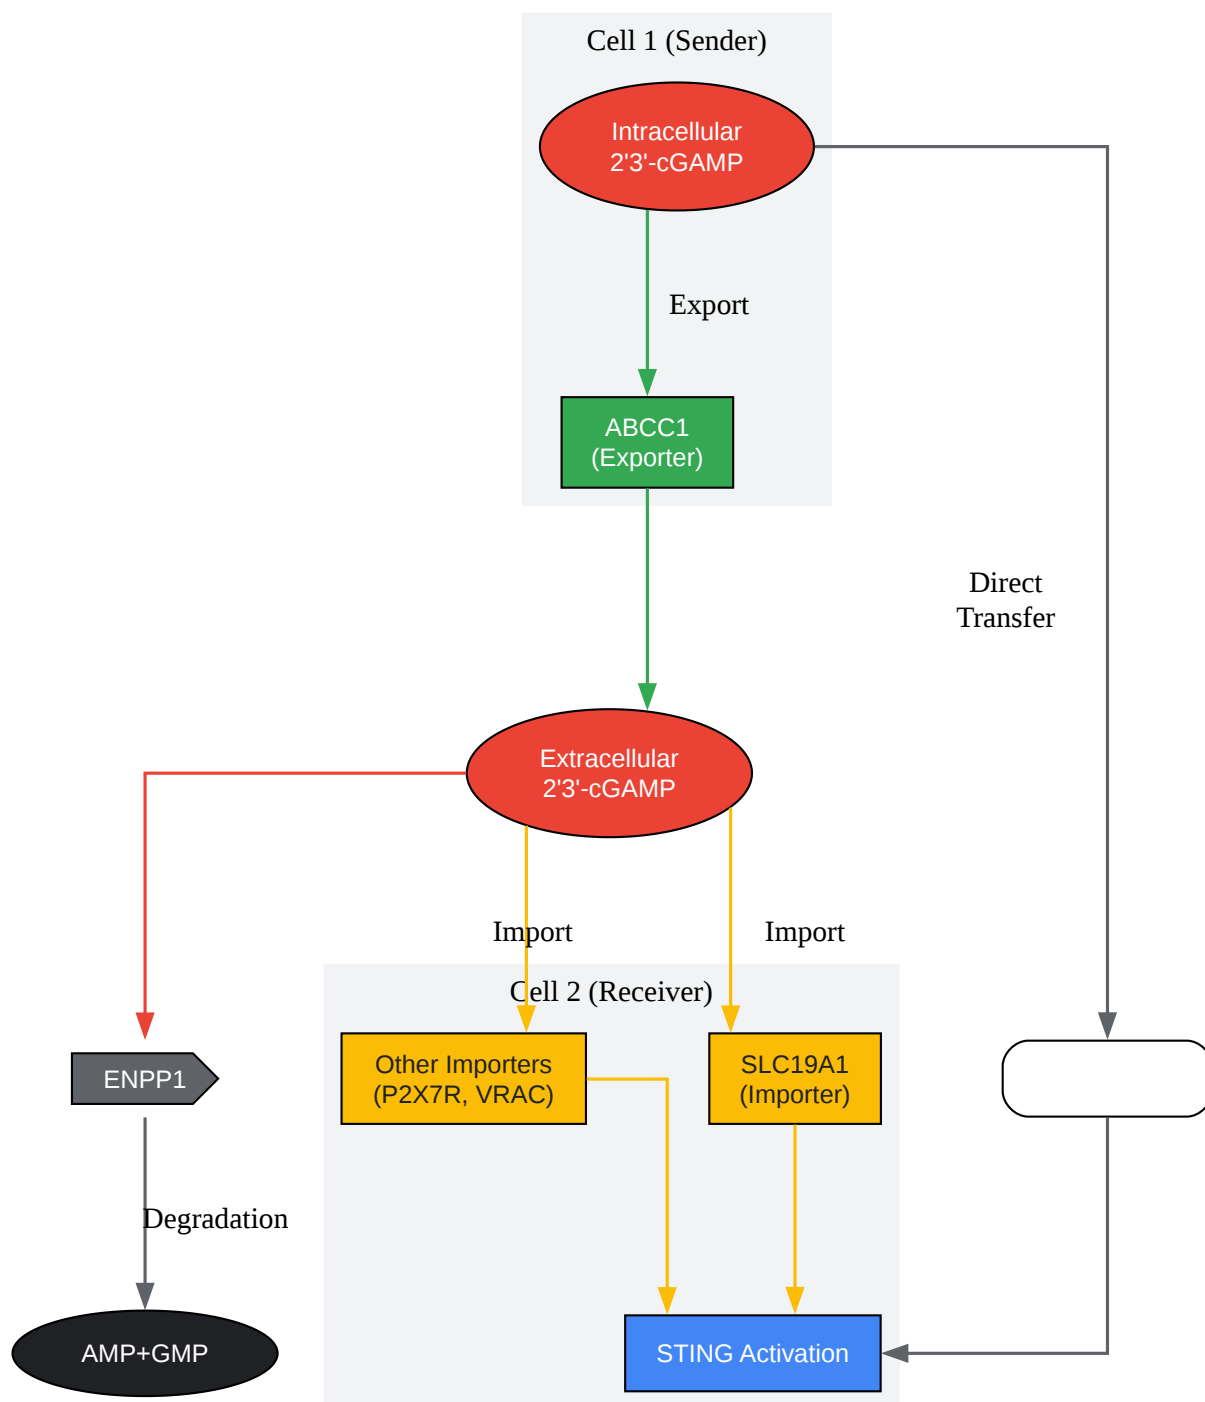 Cell 1 (Sender)
Intracellular
2'3'-cGAMP
Export
ABCC1
(Exporter)
Direct
Transfer
Extracellular
2'3'-cGAMP
Import
Import
Cell 2 (Receiver)
Other Importers
(P2X7R, VRAC)
SLC19A1
(Importer)
ENPP1
Degradation
AMP+GMP
STING Activation